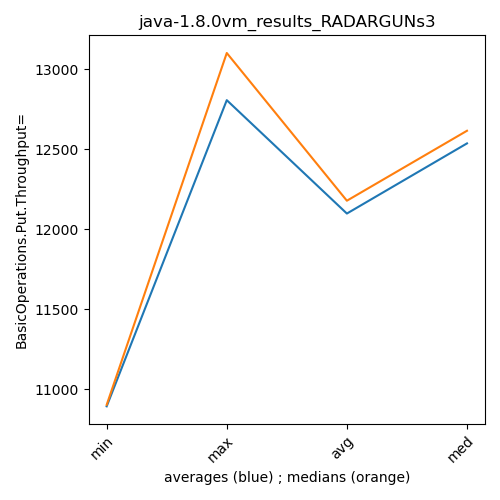 java-1.8.0vm_results_RADARGUNs3
BasicOperations.Put.Throughput=
13000
12500
12000
11500
11000
min
max
avg
med
averages (blue) ; medians (orange)